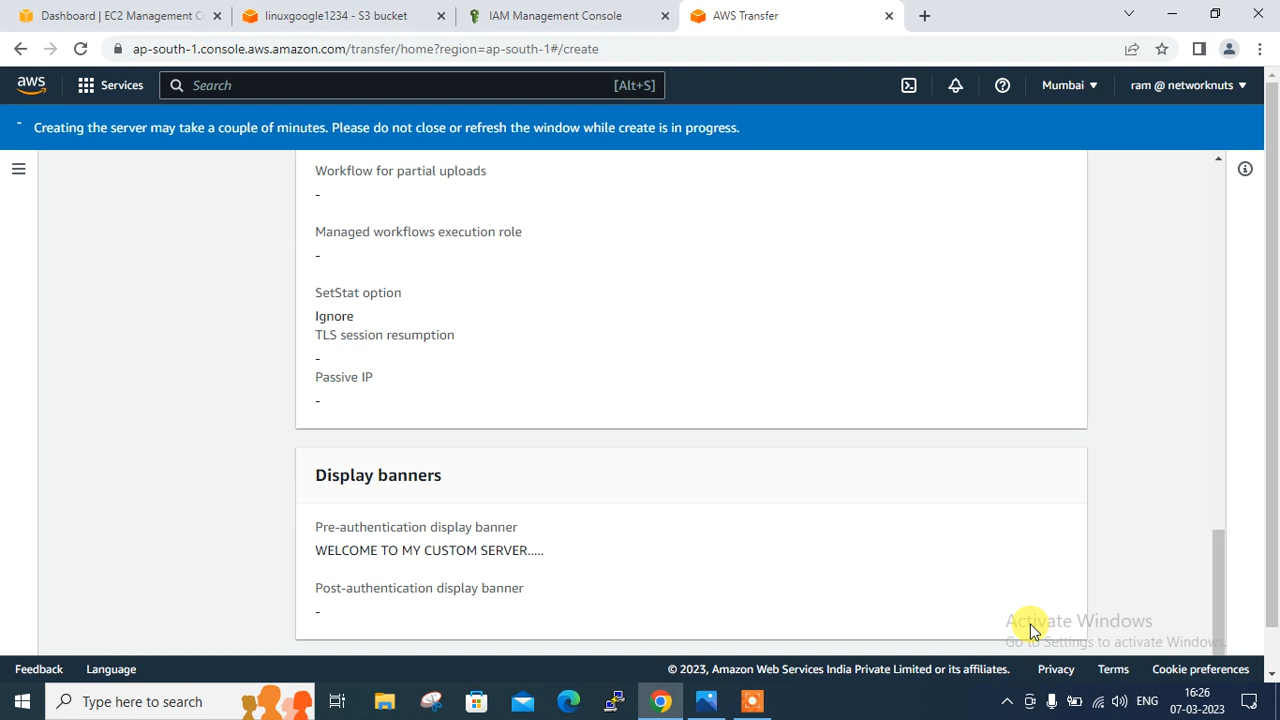 Dashboard | EC2 Management C
linuxgoogle1234 - S3 bucket
IAM Management Console
AWS Transfer
ap-south-1.console.aws.amazon.com/transfer/home?region=ap-south-1#/create
aws
Services
Search
[Alt+S]
Mumbai
ram @ networknuts
Creating the server may take a couple of minutes. Please do not close or refresh the window while create is in progress.
Workflow for partial uploads
-
Managed workflows execution role
-
SetStat option
Ignore
TLS session resumption
-
Passive IP
-
Display banners
Pre-authentication display banner
WELCOME TO MY CUSTOM SERVER.....
Post-authentication display banner
-
Activate Windows
Go to Settings to activate Windows.
Feedback
Language
© 2023, Amazon Web Services India Private Limited or its affiliates.
Privacy
Terms
Cookie preferences
Type here to search
ENG
16:26
07-03-2023